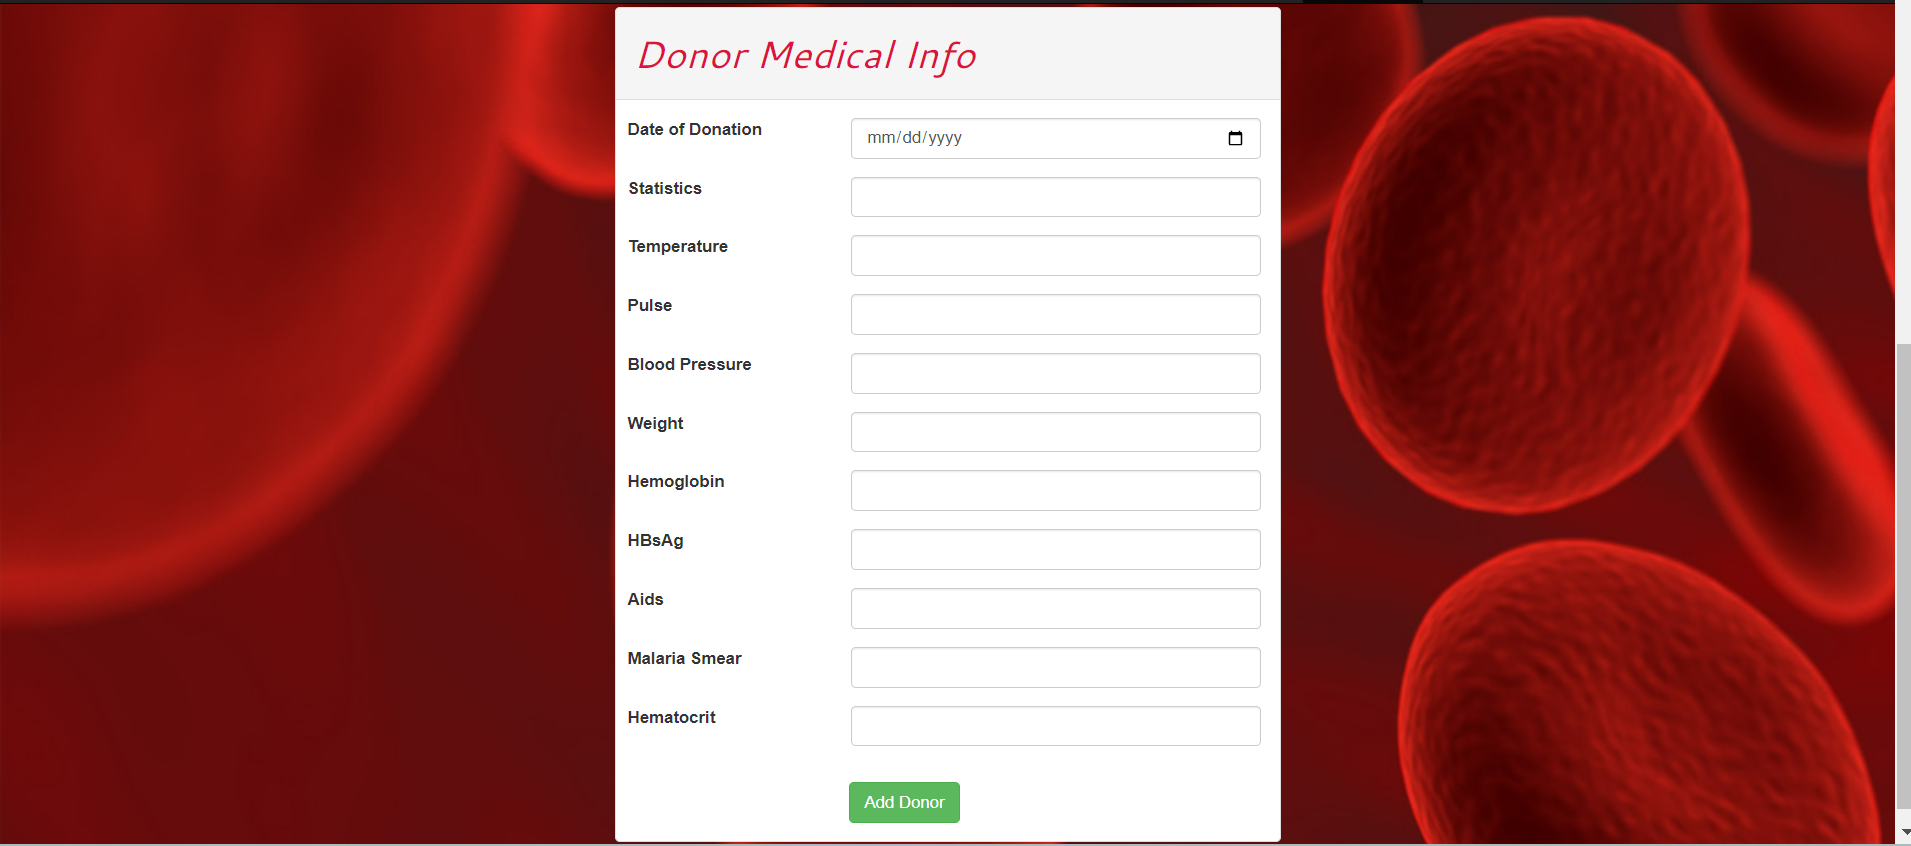 Donor Medical Info
Date of Donation
mm/dd/yyyy
Statistics
Temperature
Pulse
Blood Pressure
Weight
Hemoglobin
HBsAg
Aids
Malaria Smear
Hematocrit
Add Donor